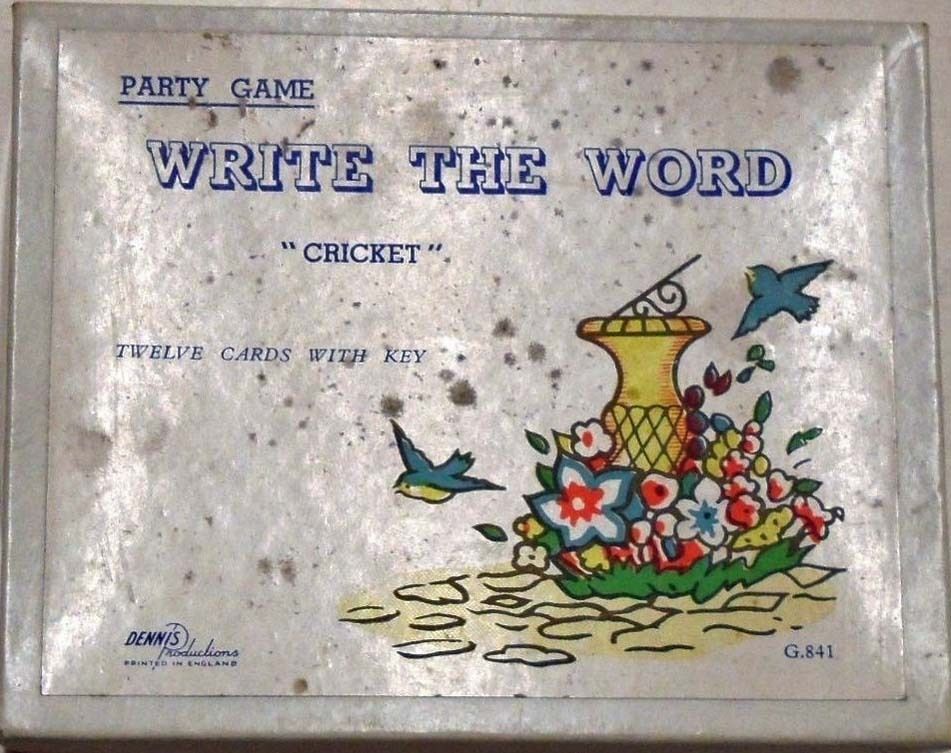 PARTY GAME
WRITE THE WORD
"CRICKET"
TWELVE CARDS WITH KEY
DENNIS
Productions
PRINTED IN ENGLAND
G.841